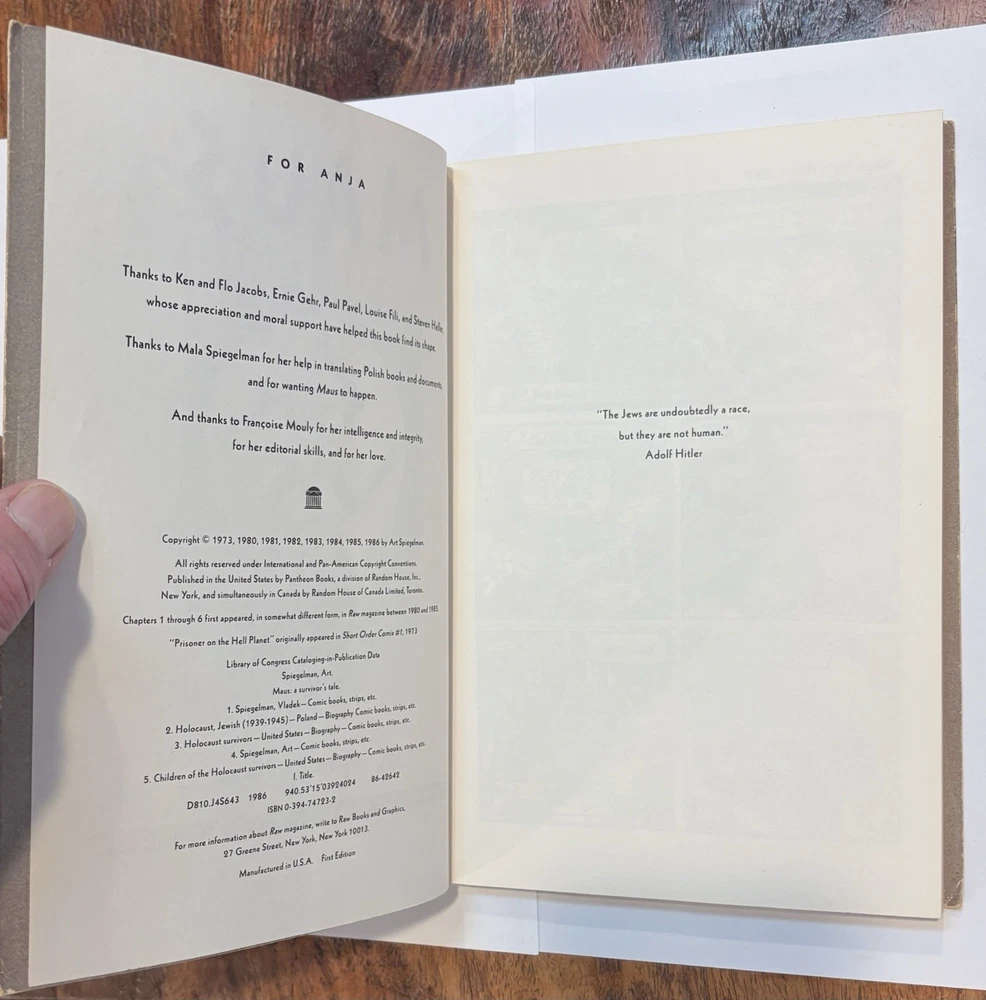 FOR ANJA
Thanks to Ken and Flo Jacobs, Ernie Gehr, Paul Pavel, Louise Fili, and Steven Heller,
whose appreciation and moral support have helped this book find its shape.
Thanks to Mala Spiegelman for her help in translating Polish books and documents,
and for wanting Maus to happen.
And thanks to Françoise Mouly for her intelligence and integrity,
for her editorial skills, and for her love.
Copyright © 1973, 1980, 1981, 1982, 1983, 1984, 1985, 1986 by Art Spiegelman.
All rights reserved under International and Pan-American Copyright Conventions.
Published in the United States by Pantheon Books, a division of Random House, Inc.,
New York, and simultaneously in Canada by Random House of Canada Limited, Toronto.
Chapters 1 through 6 first appeared, in somewhat different form, in Raw magazine between 1980 and 1985.
"Prisoner on the Hell Planet" originally appeared in Short Order Comix #1, 1973
Library of Congress Cataloging-in-Publication Data
Spiegelman, Art.
Maus: a survivor's tale.
1. Spiegelman, Vladek—Comic books, strips, etc.
2. Holocaust, Jewish (1939-1945)—Poland—Biography Comic books, strips, etc.
3. Holocaust survivors—United States—Biography—Comic books, strips, etc.
4. Spiegelman, Art—Comic books, strips, etc.
5. Children of the Holocaust survivors—United States—Biography—Comic books, strips, etc.
I. Title.
D810.J4S643 1986 940.53'15'03924024 86-42642
ISBN 0-394-74723-2
For more information about Raw magazine, write to Raw Books and Graphics,
27 Greene Street, New York, New York 10013.
Manufactured in U.S.A. First Edition
"The Jews are undoubtedly a race,
but they are not human."
Adolf Hitler